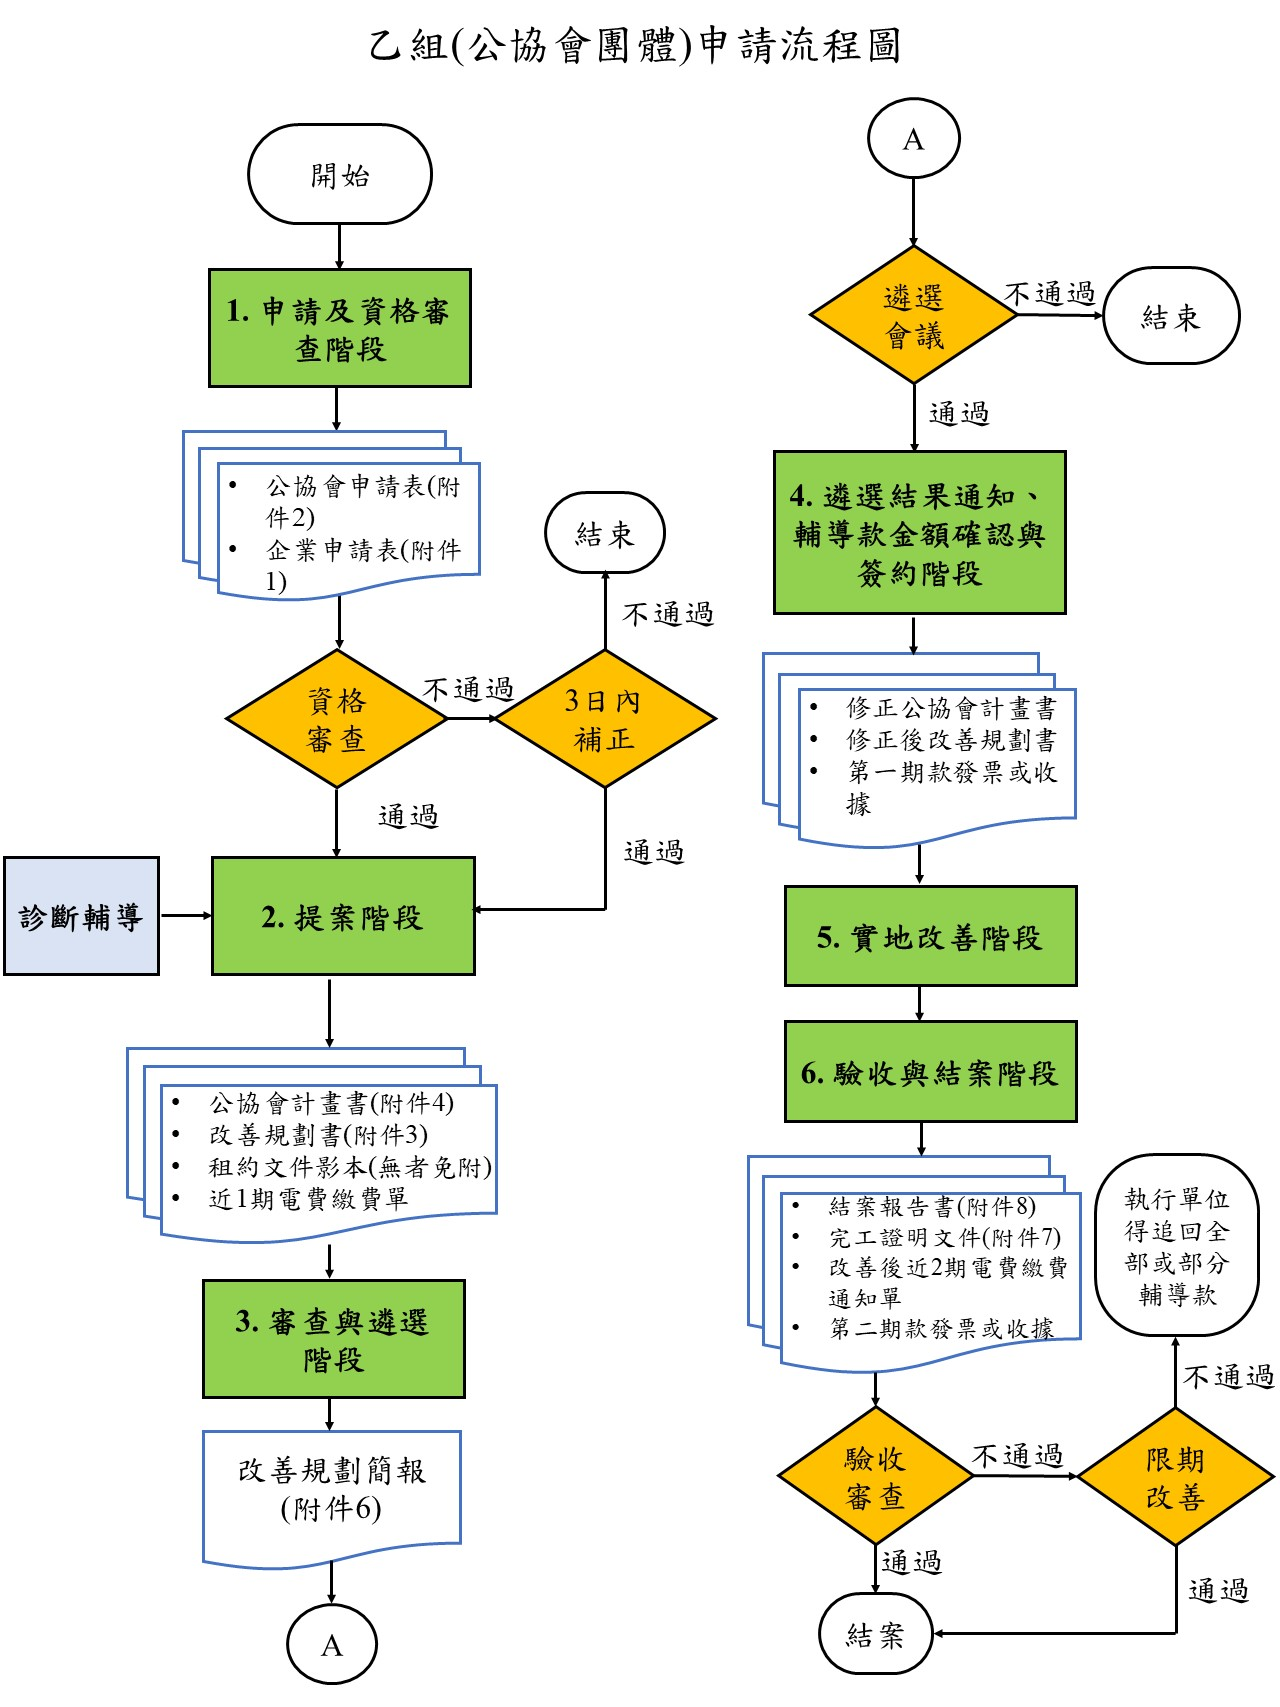 乙組(公協會團體)申請流程圖
開始
1. 申請及資格審
查階段
• 公協會申請表(附
件2)
• 企業申請表(附件
1)
結束
不通過
資格
審查
不通過
3日內
補正
通過
通過
診斷輔導
2. 提案階段
• 公協會計畫書(附件4)
• 改善規劃書(附件3)
• 租約文件影本(無者免附)
• 近1期電費繳費單
3. 審查與遴選
階段
改善規劃簡報
(附件6)
A
A
遴選
會議
不通過
結束
通過
4. 遴選結果通知、
輔導款金額確認與
簽約階段
• 修正公協會計畫書
• 修正後改善規劃書
• 第一期款發票或收
據
5. 實地改善階段
6. 驗收與結案階段
• 結案報告書(附件8)
• 完工證明文件(附件7)
• 改善後近2期電費繳費
通知單
• 第二期款發票或收據
執行單位
得追回全
部或部分
輔導款
不通過
驗收
審查
不通過
限期
改善
通過
通過
結案